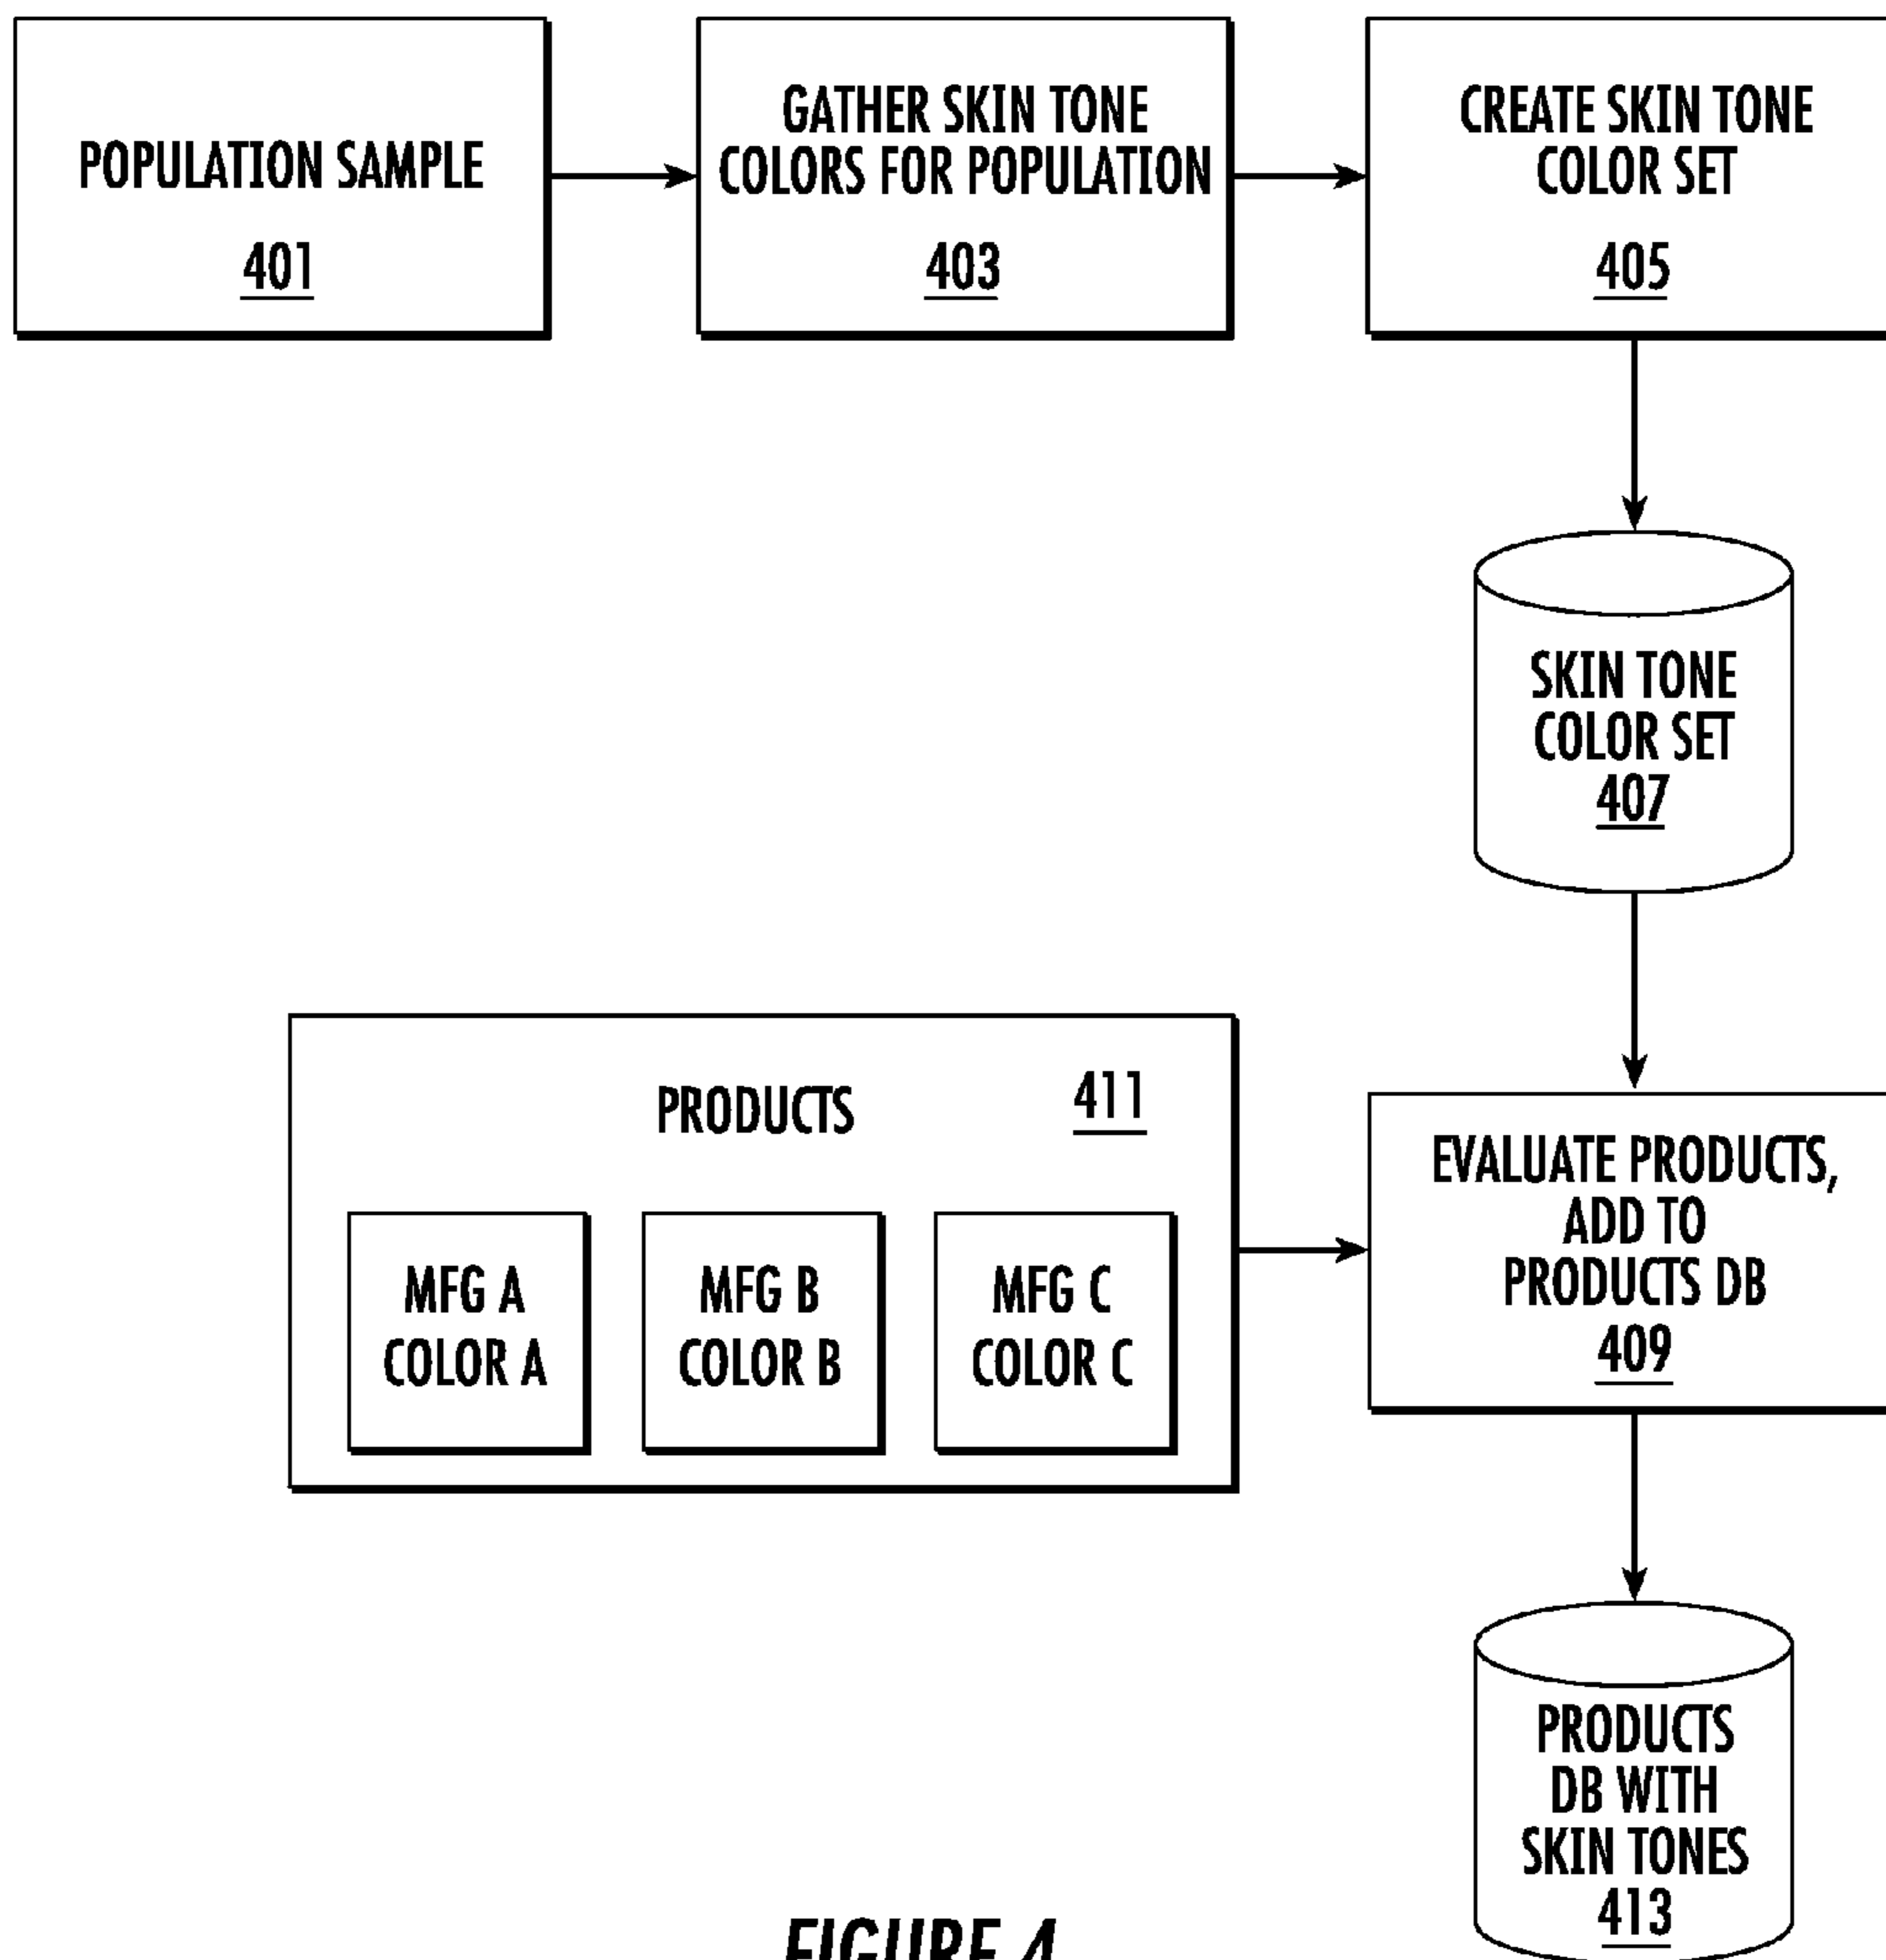 POPULATION SAMPLE
401
GATHER SKIN TONE
COLORS FOR POPULATION
403
CREATE SKIN TONE
COLOR SET
405
SKIN TONE
COLOR SET
407
PRODUCTS
411
MFG A
COLOR A
MFG B
COLOR B
MFG C
COLOR C
EVALUATE PRODUCTS,
ADD TO
PRODUCTS DB
409
PRODUCTS
DB WITH
SKIN TONES
413
FIGURE 4